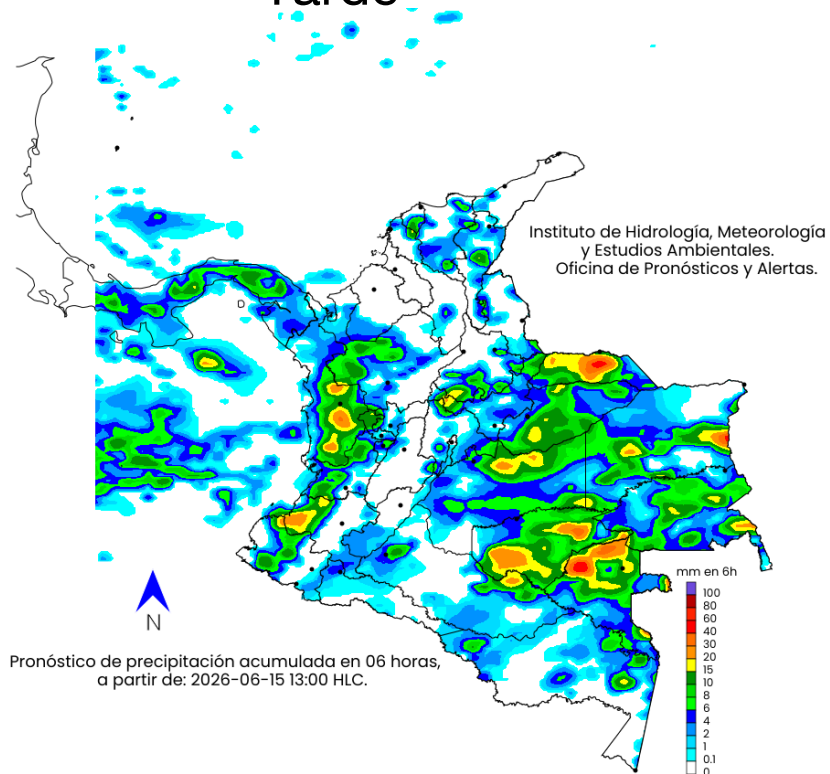 Instituto de Hidrología, Meteorología
y Estudios Ambientales.
Oficina de Pronósticos y Alertas.
N
mm en 6h
100
80
60
40
30
20
15
10
8
6
4
2
1
0.1
0
Pronóstico de precipitación acumulada en 06 horas,
a partir de: 2026-06-15 13:00 HLC.